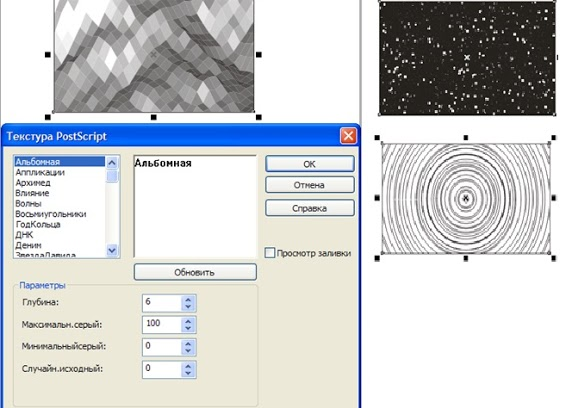 Текстура PostScript
Альбомная
Аппликации
Архимед
Влияние
Волны
Восьмиугольники
ГодКольца
ДНК
Деним
ЗвездаДавида
Альбомная
OK
Отмена
Справка
Просмотр заливки
Обновить
Параметры
Глубина: 6
Максимальн.серый: 100
Минимальныйсерый: 0
Случайн.исходный: 0